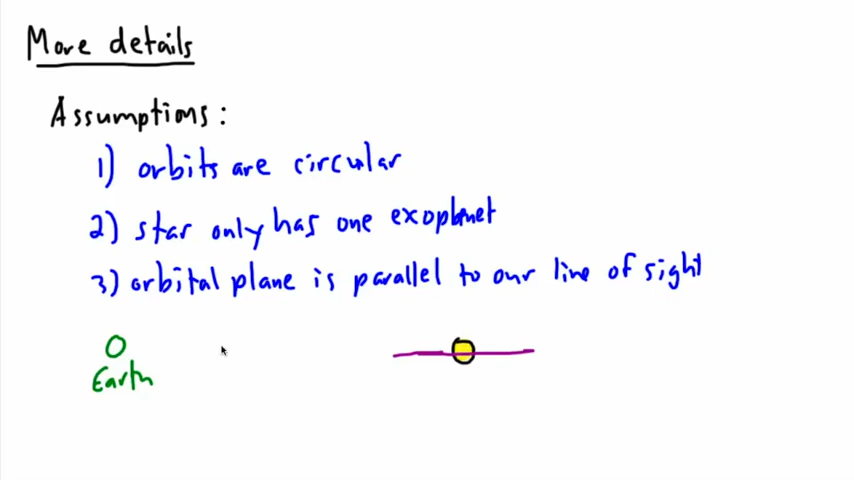 More details
Assumptions:
1) orbits are circular
2) star only has one exoplanet
3) orbital plane is parallel to our line of sight
Earth